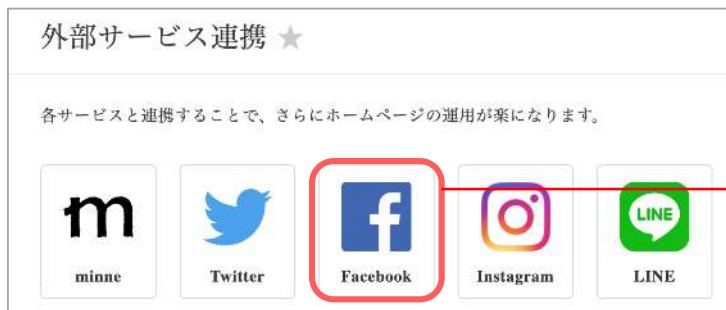 外部サービス連携 ★
各サービスと連携することで、さらにホームページの運用が楽になります。
m
f
LINE
minne
Twitter
Facebook
Instagram
LINE